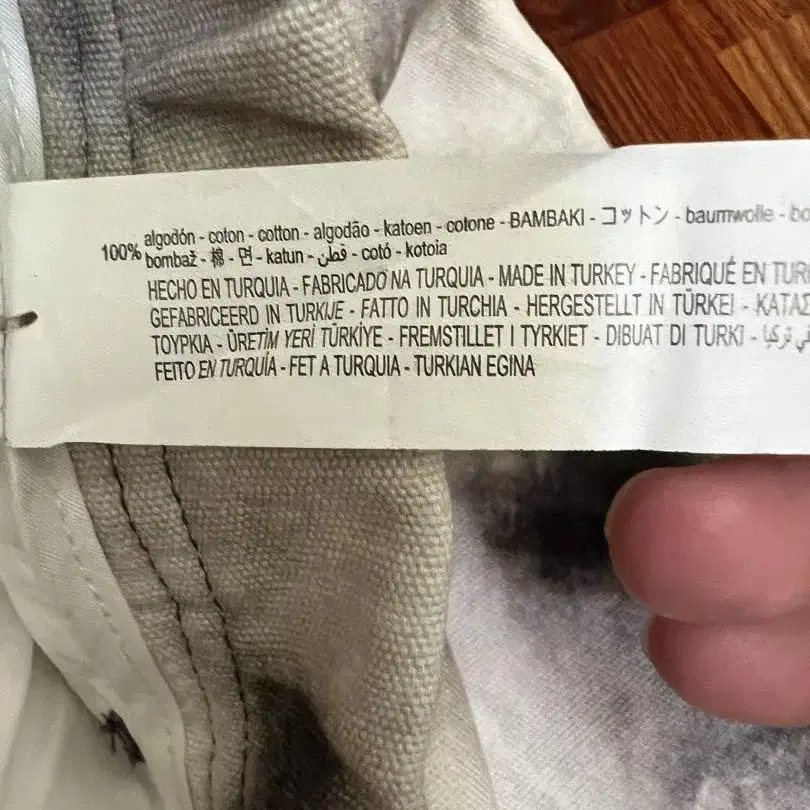 100% algodón - coton - cotton - algodão - katoen - cotone - BAMBAKI - コットン - baumwolle -
bombaž - 棉 - 면 - katun - قطن - cotó - kotoia
HECHO EN TURQUIA - FABRICADO NA TURQUIA - MADE IN TURKEY - FABRIQUÉ EN
GEFABRICEERD IN TURKIJE - FATTO IN TURCHIA - HERGESTELLT IN TÜRKEI -
TOYPKIA - ÜRETİM YERİ TÜRKİYE - FREMSTILLET I TYRKIET - DIBUAT DI TURKI - في تركيا
FEITO EN TURQUÍA - FET A TURQUIA - TURKIAN EGINA